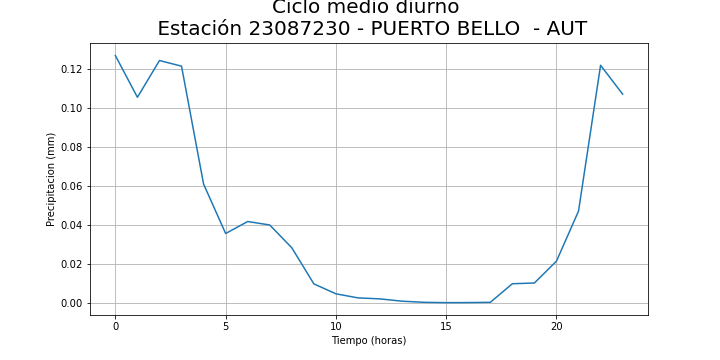 Ciclo medio diurno
Estación 23087230 - PUERTO BELLO - AUT
0.12
0.10
0.08
0.06
0.04
0.02
0.00
Precipitacion (mm)
0 5 10 15 20
Tiempo (horas)